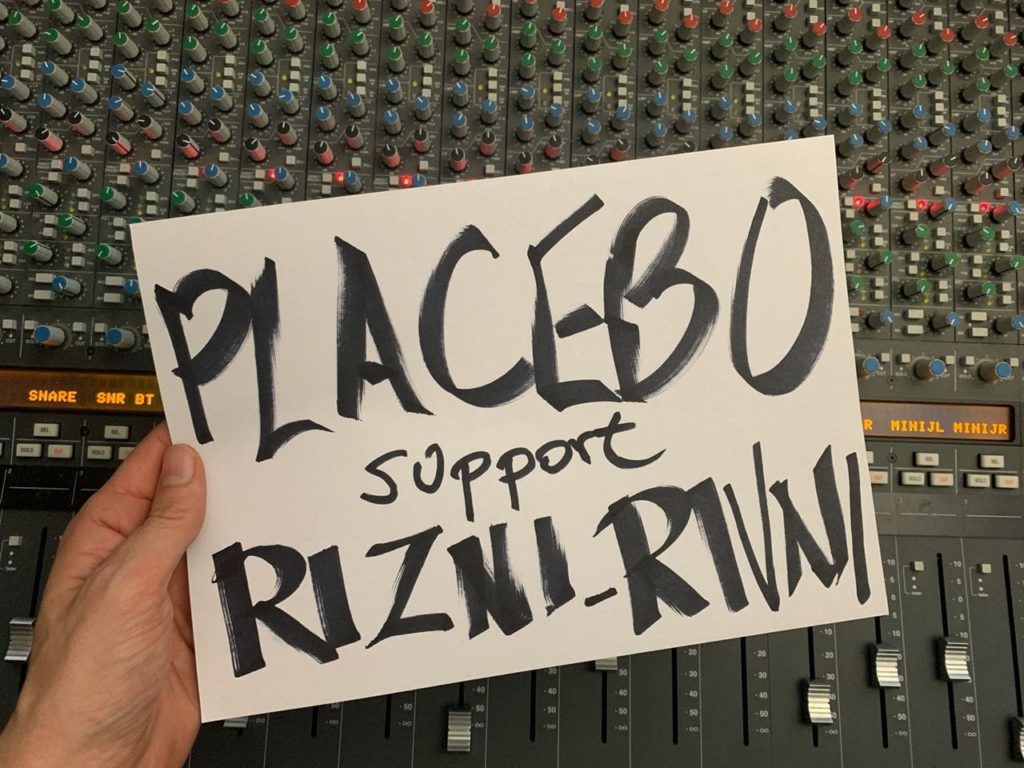 PLACEBO
support
RIZNI_RIVNI
SNARE SNR BT
R MINIJL MINIJR